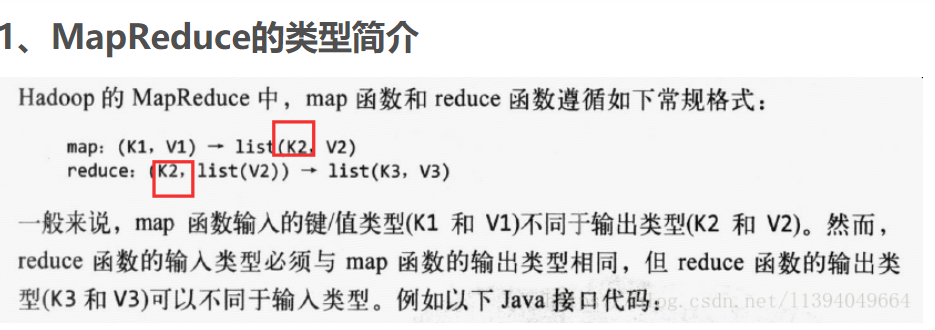 1、MapReduce的类型简介
Hadoop 的 MapReduce 中，map 函数和 reduce 函数遵循如下常规格式：
map: (K1, V1) → list(K2, V2)
reduce: (K2, list(V2)) → list(K3, V3)
一般来说，map 函数输入的键/值类型(K1 和 V1)不同于输出类型(K2 和 V2)。然而，
reduce 函数的输入类型必须与 map 函数的输出类型相同，但 reduce 函数的输出类
型(K3 和 V3)可以不同于输入类型。例如以下 Java 接口代码：
log.csdn.net/11394049664